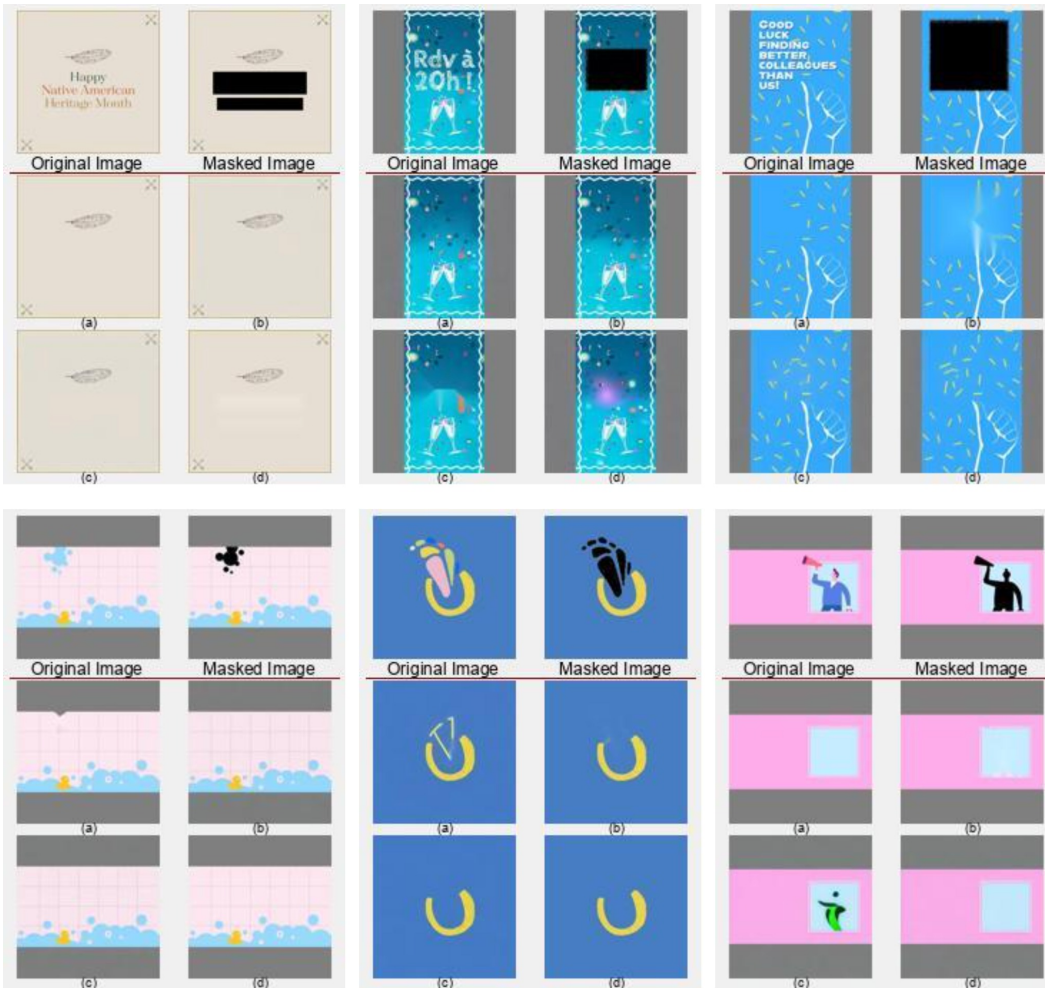 Happy
Native American
Heritage Month
Original Image
Masked Image
(a)
(b)
(c)
(d)
Rdv à
20h !
Original Image
Masked Image
(a)
(b)
(c)
(d)
GOOD
LUCK
FINDING
BETTER
COLLEAGUES
THAN
US!
Original Image
Masked Image
(a)
(b)
(c)
(d)
Original Image
Masked Image
(a)
(b)
(c)
(d)
Original Image
Masked Image
(a)
(b)
(c)
(d)
Original Image
Masked Image
(a)
(b)
(c)
(d)